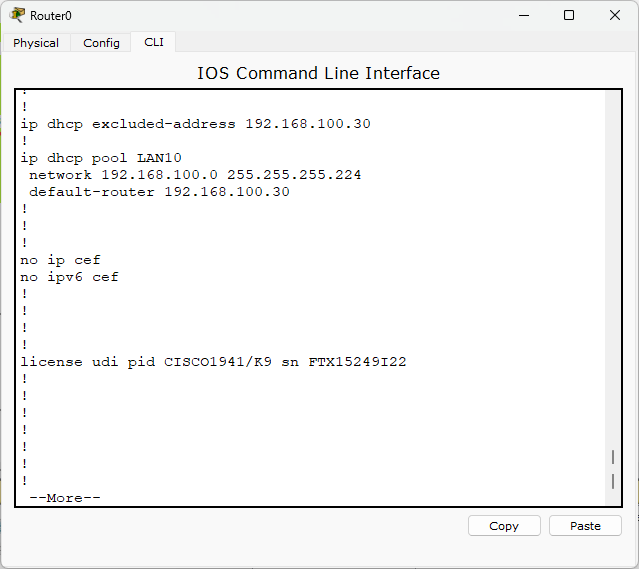 Router0
Physical Config CLI
IOS Command Line Interface
!
!
ip dhcp excluded-address 192.168.100.30
!
ip dhcp pool LAN10
 network 192.168.100.0 255.255.255.224
 default-router 192.168.100.30
!
!
!
no ip cef
no ipv6 cef
!
!
!
!
license udi pid CISCO1941/K9 sn FTX15249I22
!
!
!
!
!
!
!
 --More--
Copy Paste